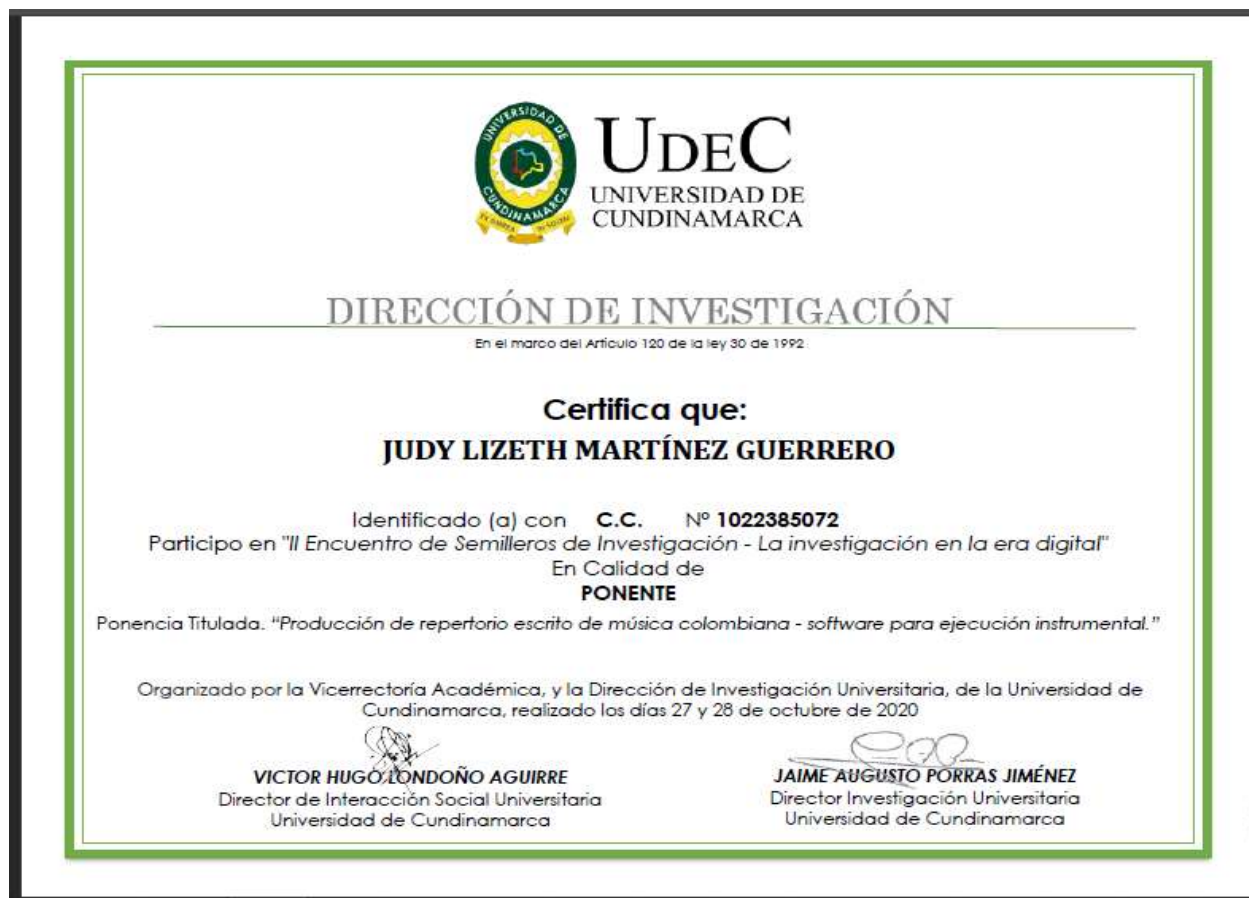 UNIVERSIDAD DE
CUNDINAMARCA
UDEC
UNIVERSIDAD DE
CUNDINAMARCA
DIRECCIÓN DE INVESTIGACIÓN
En el marco del Artículo 120 de la ley 30 de 1992
Certifica que:
JUDY LIZETH MARTÍNEZ GUERRERO
Identificado (a) con C.C. Nº 1022385072
Participo en "II Encuentro de Semilleros de Investigación - La investigación en la era digital"
En Calidad de
PONENTE
Ponencia Titulada. “Producción de repertorio escrito de música colombiana - software para ejecución instrumental.”
Organizado por la Vicerrectoría Académica, y la Dirección de Investigación Universitaria, de la Universidad de
Cundinamarca, realizado los días 27 y 28 de octubre de 2020
VICTOR HUGO LONDOÑO AGUIRRE
Director de Interacción Social Universitaria
Universidad de Cundinamarca
JAIME AUGUSTO PORRAS JIMÉNEZ
Director Investigación Universitaria
Universidad de Cundinamarca